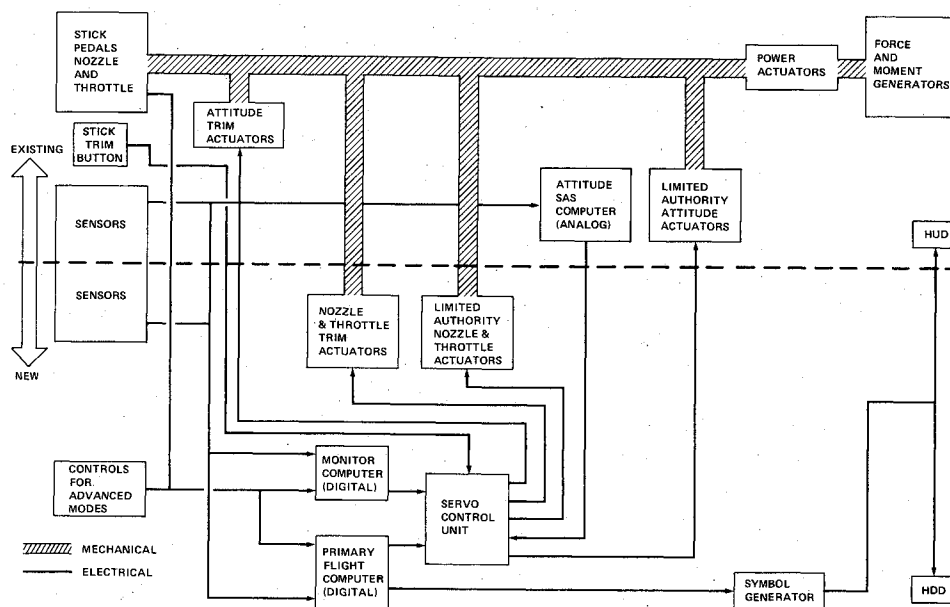 STICK
PEDALS
NOZZLE
AND
THROTTLE
POWER
ACTUATORS
FORCE
AND
MOMENT
GENERATORS
ATTITUDE
TRIM
ACTUATORS
STICK
TRIM
BUTTON
EXISTING
SENSORS
ATTITUDE
SAS
COMPUTER
(ANALOG)
LIMITED
AUTHORITY
ATTITUDE
ACTUATORS
HUD
SENSORS
NEW
NOZZLE
& THROTTLE
TRIM
ACTUATORS
LIMITED
AUTHORITY
NOZZLE &
THROTTLE
ACTUATORS
CONTROLS
FOR
ADVANCED
MODES
MONITOR
COMPUTER
(DIGITAL)
SERVO
CONTROL
UNIT
PRIMARY
FLIGHT
COMPUTER
(DIGITAL)
SYMBOL
GENERATOR
HDD
MECHANICAL
ELECTRICAL